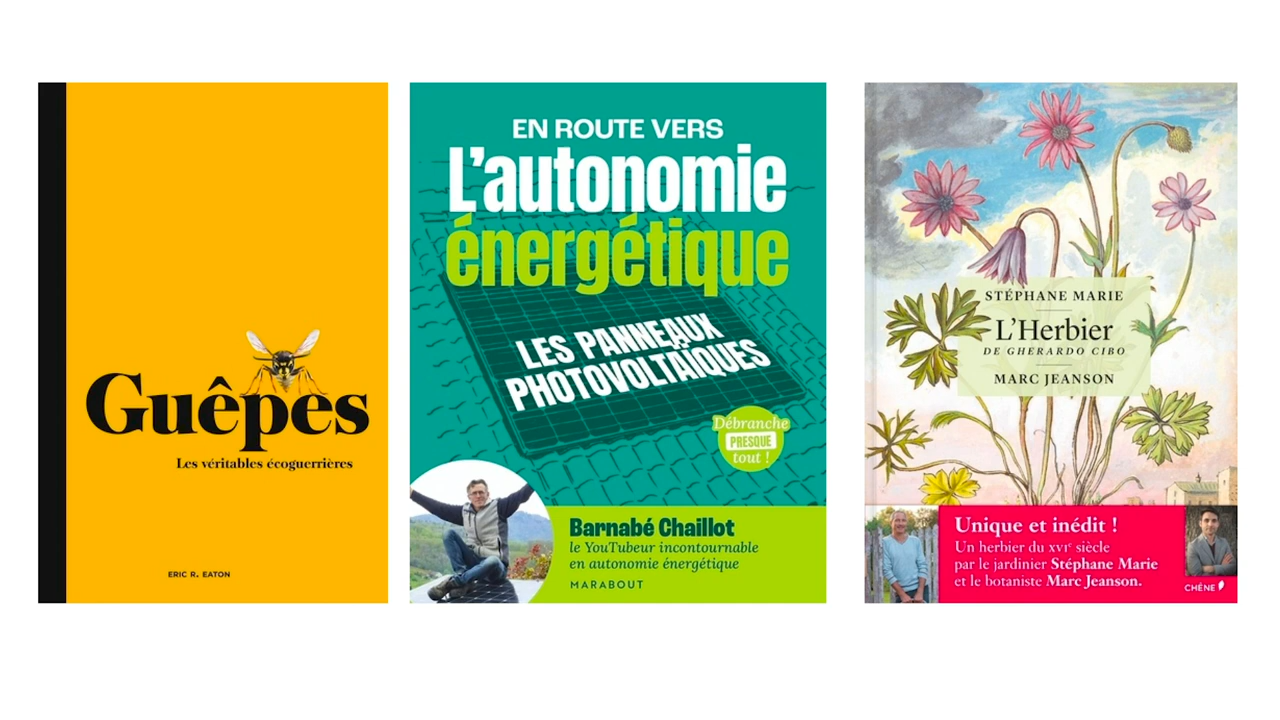 Guêpes
Les véritables écoguerrières
ERIC R. EATON
EN ROUTE VERS
L'autonomie
énergétique
LES PANNEAUX
PHOTOVOLTAÏQUES
Débranche
PRESQUE
tout !
Barnabé Chaillot
le YouTubeur incontournable
en autonomie énergétique
MARABOUT
STÉPHANE MARIE
L'Herbier
DE GHERARDO CIBO
MARC JEANSON
Unique et inédit !
Un herbier du XVIe siècle
par le jardinier Stéphane Marie
et le botaniste Marc Jeanson.
CHÊNE